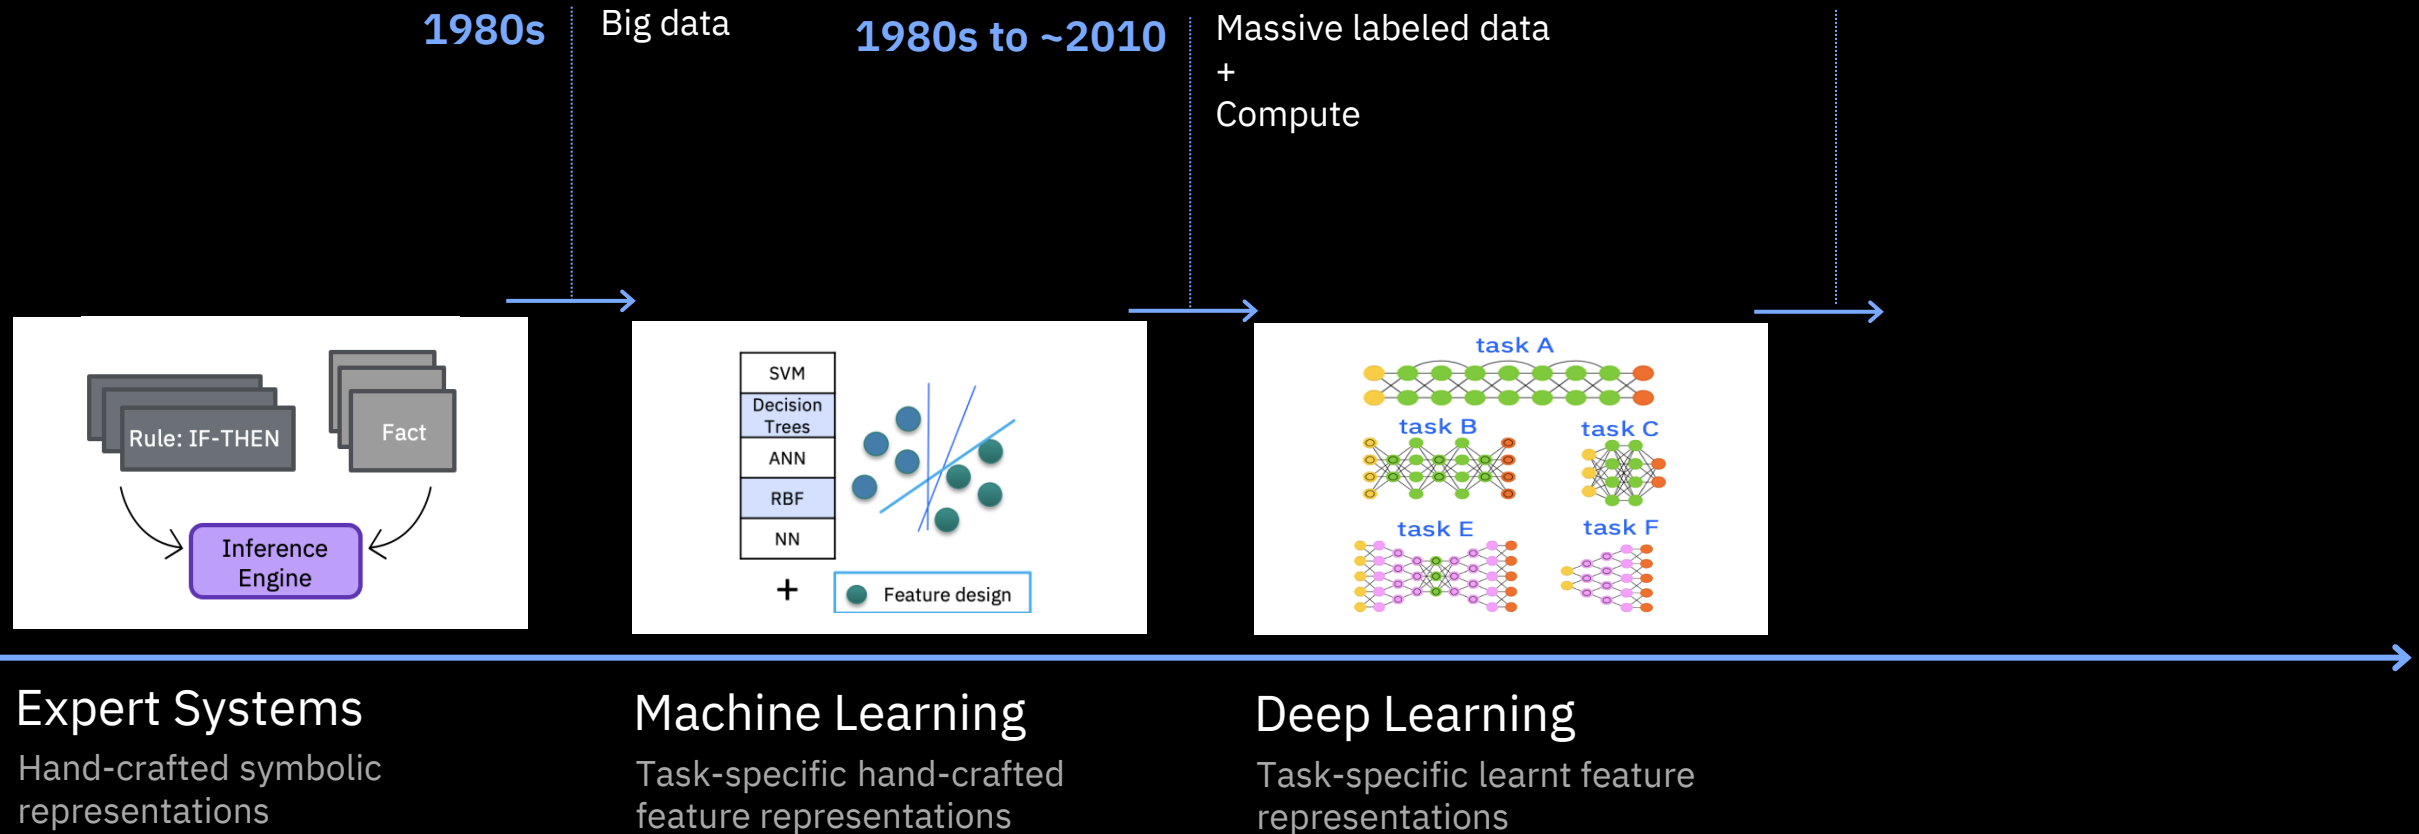 1980s
Big data
1980s to ~2010
Massive labeled data
+
Compute
Rule: IF-THEN
Fact
Inference
Engine
SVM
Decision
Trees
ANN
RBF
NN
+
Feature design
task A
task B
task C
task E
task F
Expert Systems
Hand-crafted symbolic
representations
Machine Learning
Task-specific hand-crafted
feature representations
Deep Learning
Task-specific learnt feature
representations